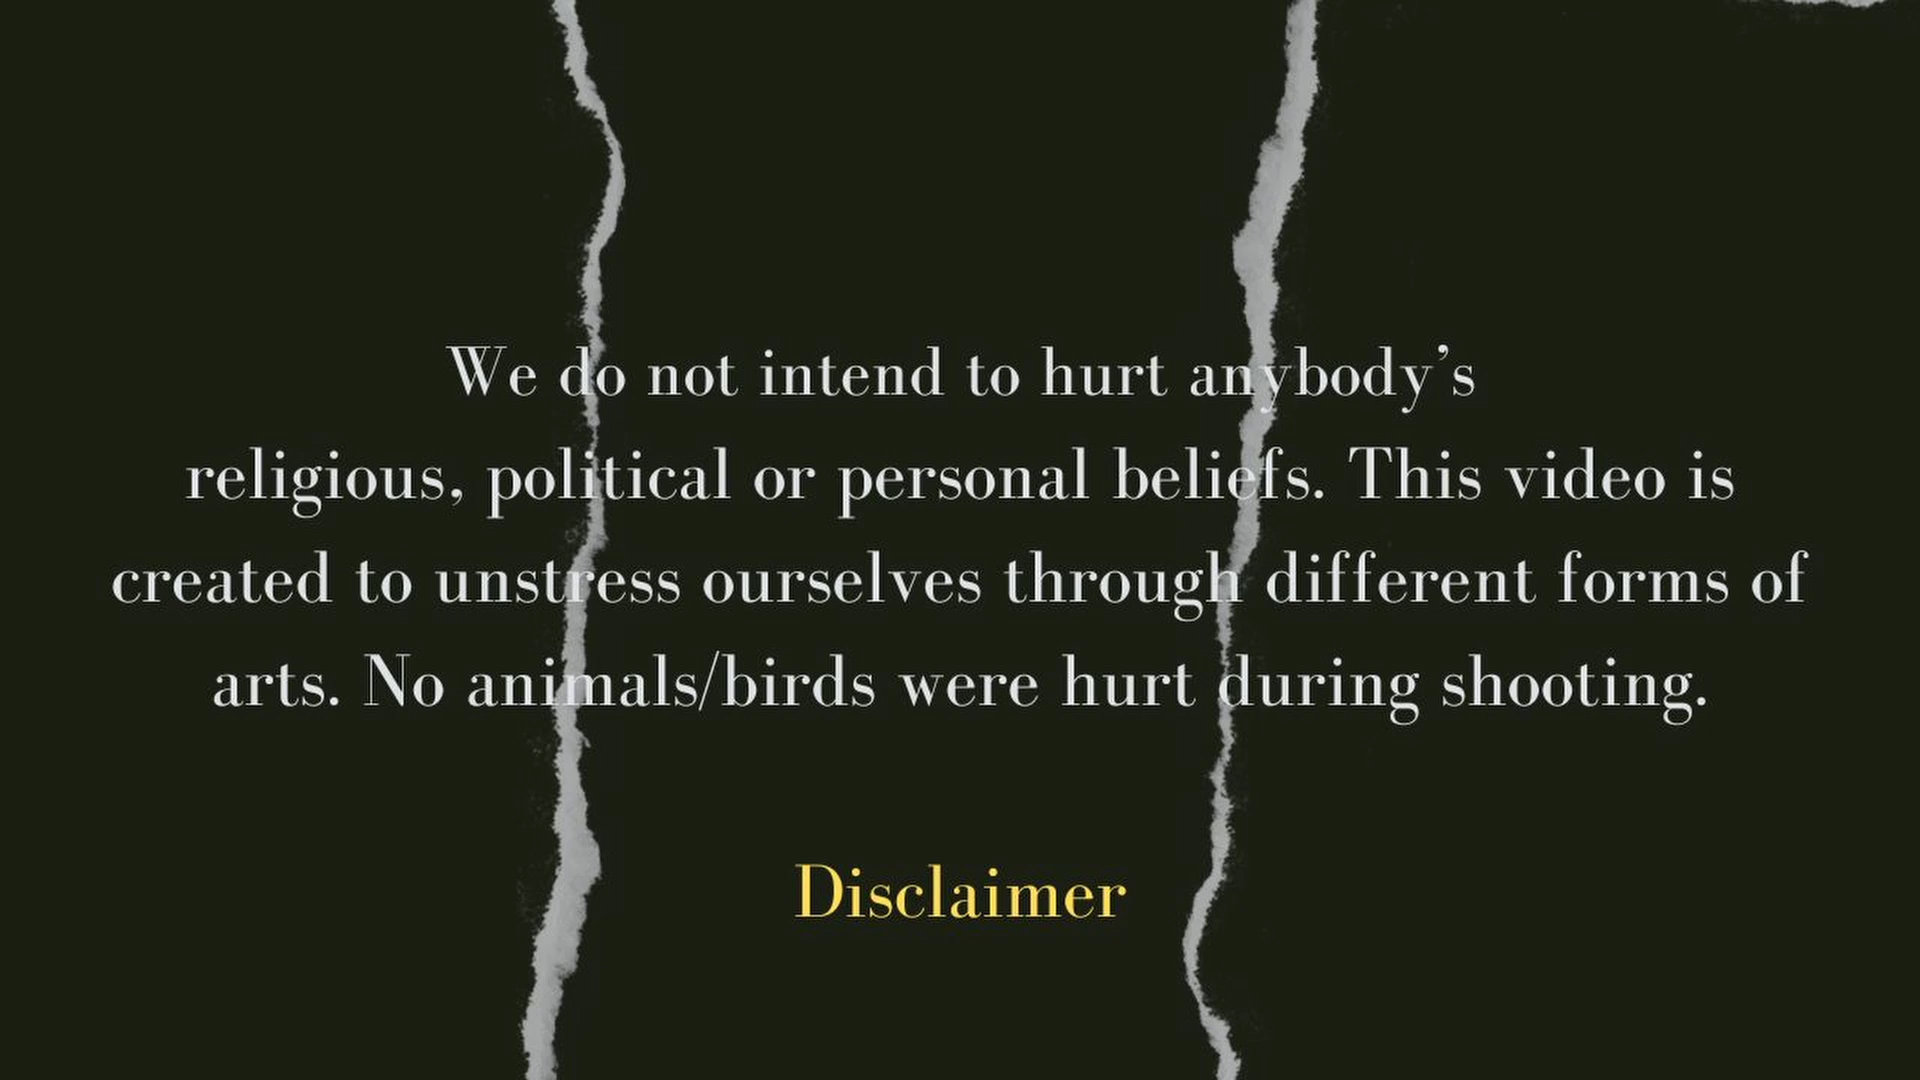 We do not intend to hurt anybody’s
religious, political or personal beliefs. This video is
created to unstress ourselves through different forms of
arts. No animals/birds were hurt during shooting.
Disclaimer